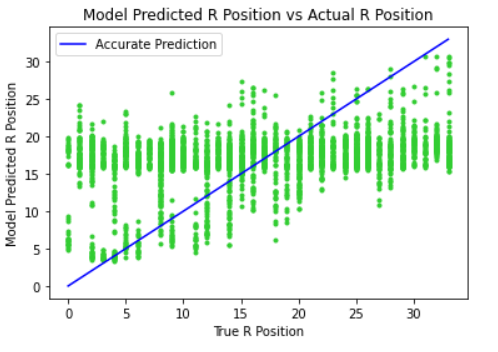 Model Predicted R Position vs Actual R Position
Accurate Prediction
Model Predicted R Position
30
25
20
15
10
5
0
0 5 10 15 20 25 30
True R Position